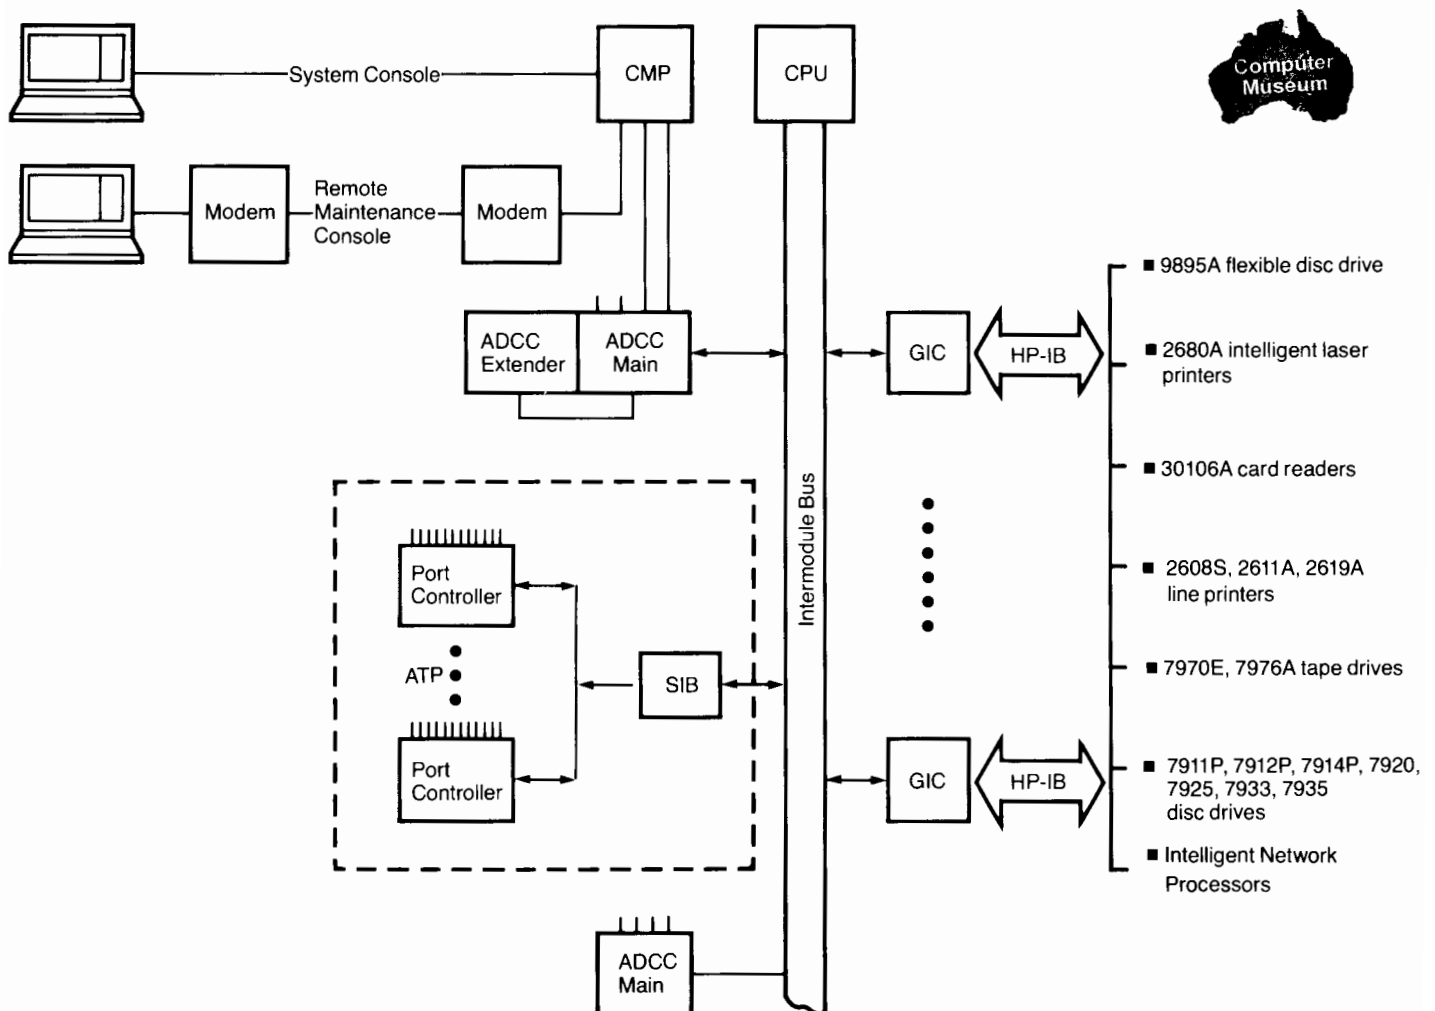 System Console
CMP
CPU
Computer
Museum
Modem
Remote
Maintenance
Console
Modem
ADCC
Extender
ADCC
Main
GIC
HP-IB
■ 9895A flexible disc drive
■ 2680A intelligent laser
printers
■ 30106A card readers
■ 2608S, 2611A, 2619A
line printers
■ 7970E, 7976A tape drives
■ 7911P, 7912P, 7914P, 7920,
7925, 7933, 7935
disc drives
■ Intelligent Network
Processors
Intermodule Bus
Port
Controller
ATP
SIB
Port
Controller
GIC
HP-IB
ADCC
Main